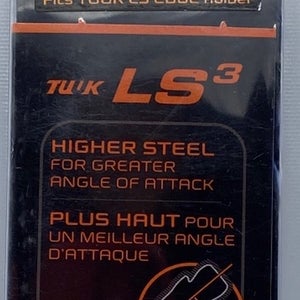 Fits TUUK LS EDGE Holder
TUUK LS3
HIGHER STEEL
FOR GREATER
ANGLE OF ATTACK
PLUS HAUT POUR
UN MEILLEUR ANGLE
D'ATTAQUE